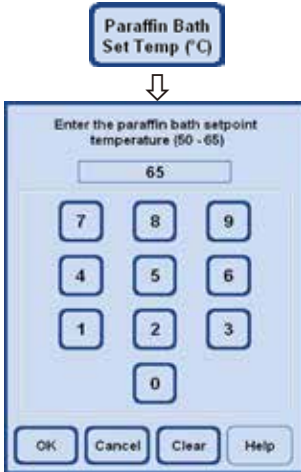 Paraffin Bath
Set Temp (°C)
Enter the paraffin bath setpoint
temperature (50 - 65)
65
7 8 9
4 5 6
1 2 3
0
OK Cancel Clear Help